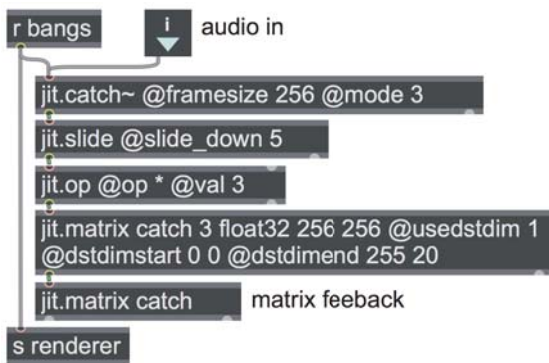 r bangs
i
audio in
jit.catch~ @framesize 256 @mode 3
jit.slide @slide_down 5
jit.op @op * @val 3
jit.matrix catch 3 float32 256 256 @usedstdim 1
@dstdimstart 0 0 @dstdimend 255 20
jit.matrix catch
matrix feeback
s renderer